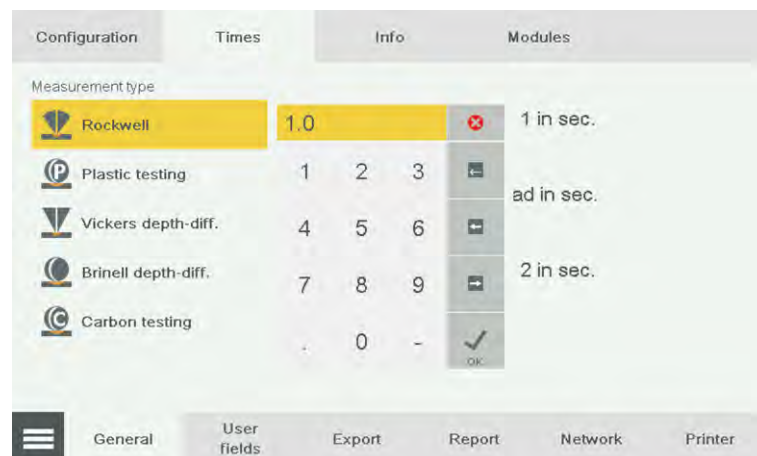 Configuration Times Info Modules
Measurement type
Rockwell 1.0 1 in sec.
Plastic testing 1 2 3
ad in sec.
Vickers depth-diff. 4 5 6
Brinell depth-diff. 7 8 9 2 in sec.
Carbon testing . 0 -
OK
General User fields Export Report Network Printer